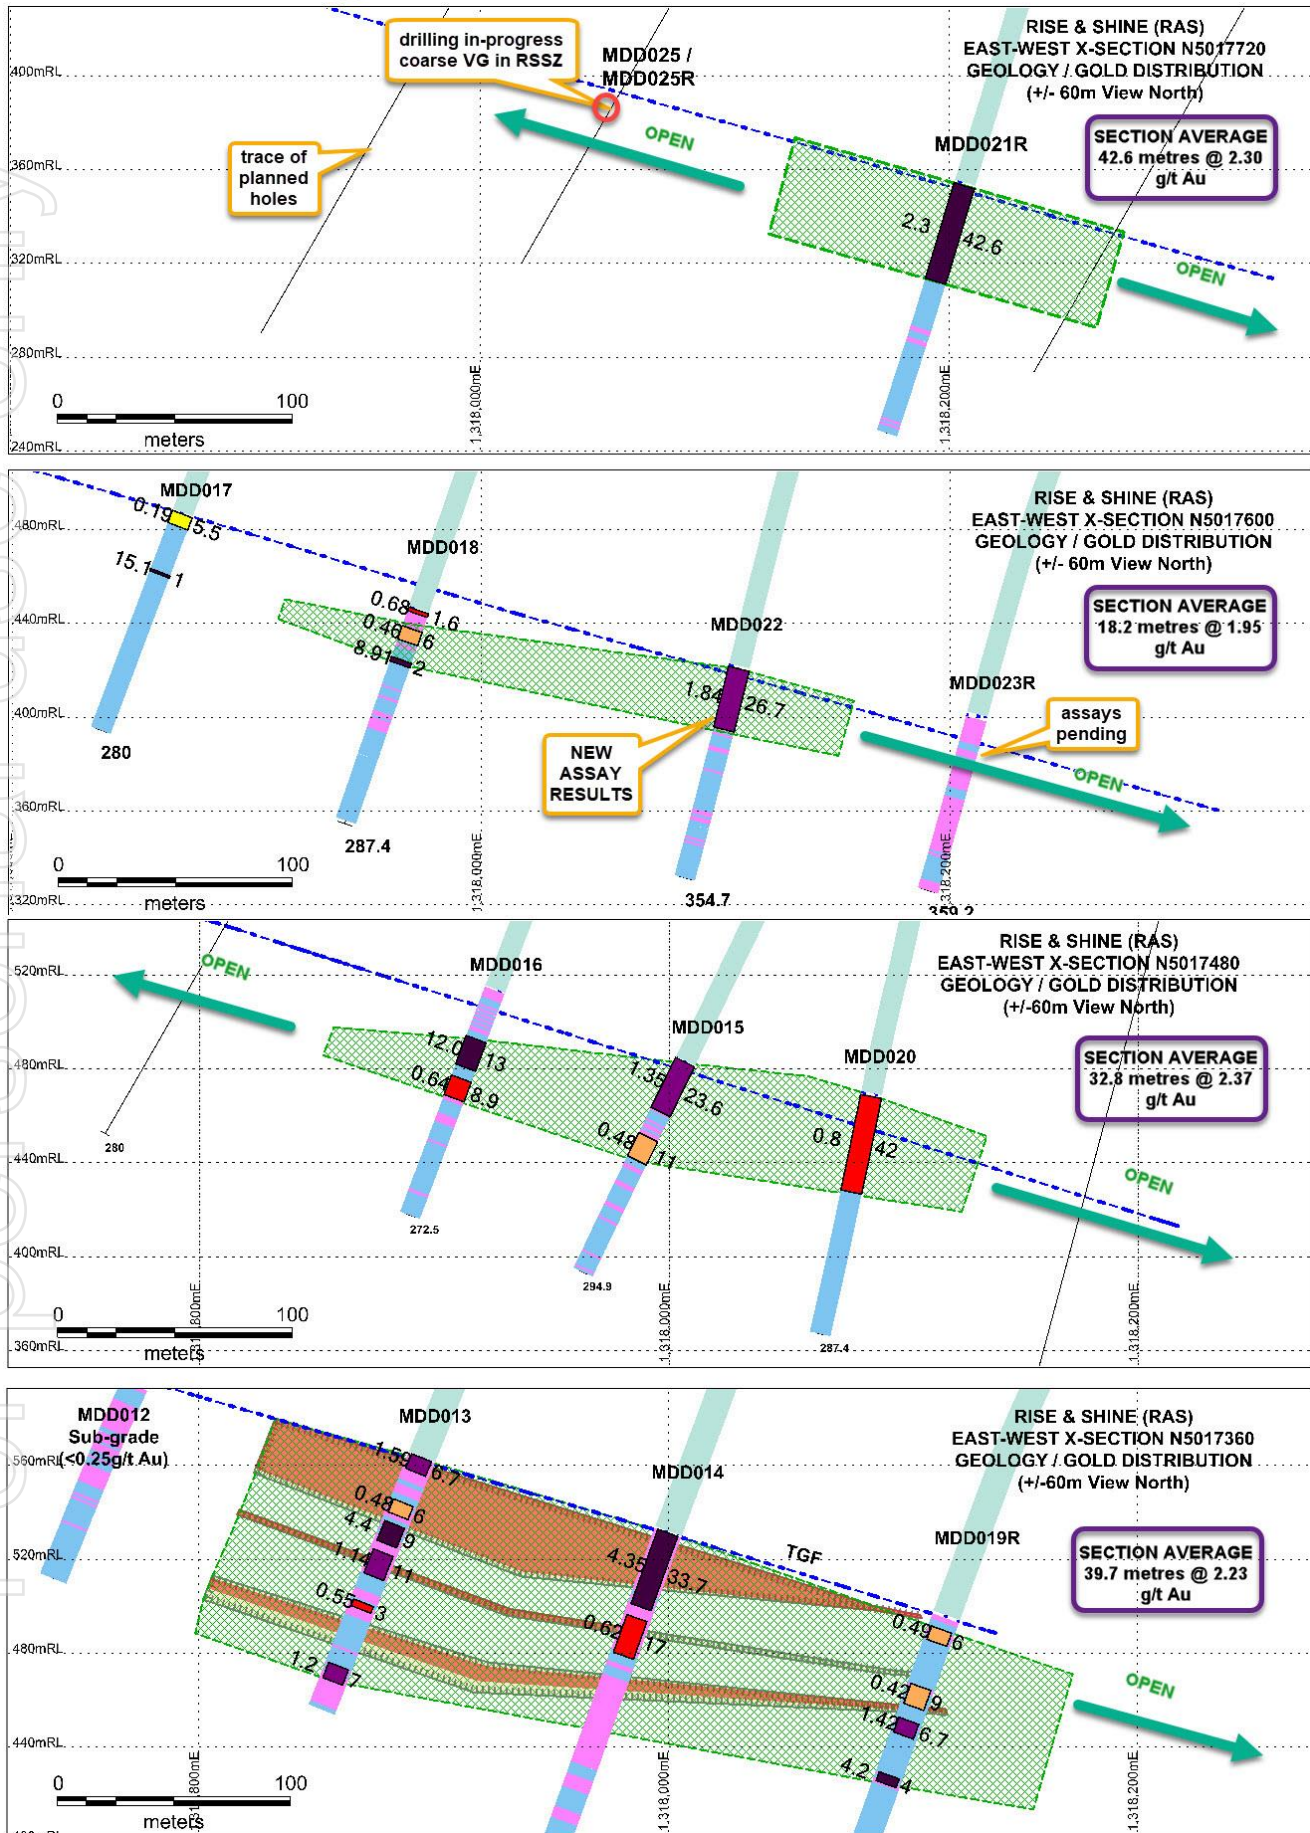 drilling in-progress
coarse VG in RSSZ
MDD025 /
MDD025R
RISE & SHINE (RAS)
EAST-WEST X-SECTION N5017720
GEOLOGY / GOLD DISTRIBUTION
(+/- 60m View North)
SECTION AVERAGE
42.6 metres @ 2.30
g/t Au
400mRL
trace of
planned
holes
OPEN
MDD021R
360mRL
2.3
42.6
320mRL
OPEN
280mRL
0 100
meters
240mRL
1,318,000mE
1,318,200mE
MDD017
0.19
5.5
15.1
1
280
MDD018
0.68
1.6
0.46
6
8.91
2
287.4
MDD022
1.84
26.7
NEW
ASSAY
RESULTS
354.7
MDD023R
assays
pending
OPEN
359.2
RISE & SHINE (RAS)
EAST-WEST X-SECTION N5017600
GEOLOGY / GOLD DISTRIBUTION
(+/- 60m View North)
SECTION AVERAGE
18.2 metres @ 1.95
g/t Au
480mRL
440mRL
400mRL
360mRL
320mRL
0 100
meters
1,318,000mE
1,318,200mE
OPEN
MDD016
12.0
13
0.64
8.9
272.5
280
MDD015
1.35
23.6
0.48
11
294.9
MDD020
0.8
42
287.4
OPEN
RISE & SHINE (RAS)
EAST-WEST X-SECTION N5017480
GEOLOGY / GOLD DISTRIBUTION
(+/-60m View North)
SECTION AVERAGE
32.8 metres @ 2.37
g/t Au
520mRL
480mRL
440mRL
400mRL
360mRL
0 100
meters
1,318,000mE
1,318,200mE
MDD012
Sub-grade
(<0.25g/t Au)
MDD013
1.59
6.7
0.48
6
4.4
9
1.14
11
0.55
3
1.2
7
MDD014
4.35
33.7
0.62
17
TGF
MDD019R
0.49
6
0.42
9
1.42
6.7
4.2
4
OPEN
RISE & SHINE (RAS)
EAST-WEST X-SECTION N5017360
GEOLOGY / GOLD DISTRIBUTION
(+/-60m View North)
SECTION AVERAGE
39.7 metres @ 2.23
g/t Au
560mRL
520mRL
480mRL
440mRL
0 100
meters
1,318,000mE
1,318,200mE